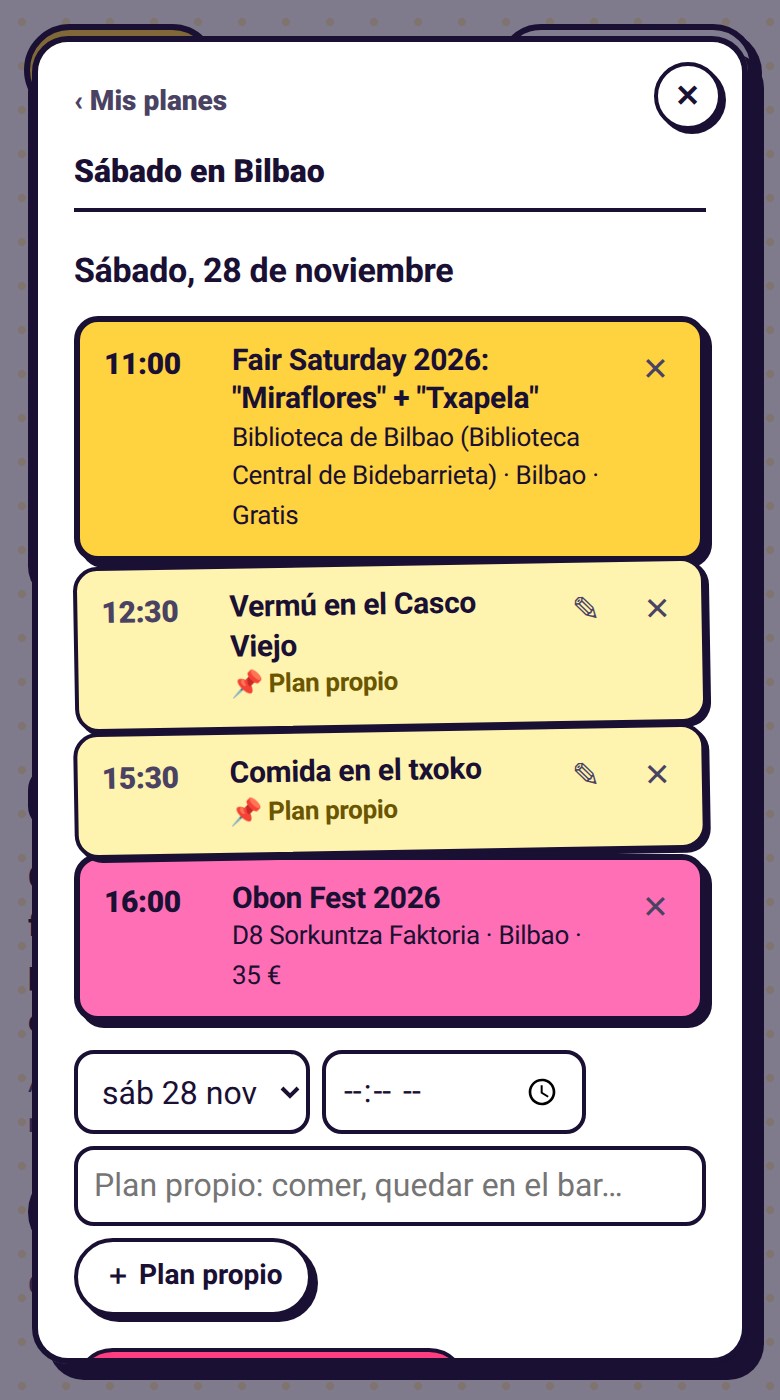 ‹ Mis planes
✕
Sábado en Bilbao
Sábado, 28 de noviembre
11:00
Fair Saturday 2026:
"Miraflores" + "Txapela"
Biblioteca de Bilbao (Biblioteca
Central de Bidebarrieta) · Bilbao ·
Gratis
✕
12:30
Vermú en el Casco
Viejo
📌 Plan propio
✎ ✕
15:30
Comida en el txoko
📌 Plan propio
✎ ✕
16:00
Obon Fest 2026
D8 Sorkuntza Faktoria · Bilbao ·
35 €
✕
sáb 28 nov
--:-- --
Plan propio: comer, quedar en el bar…
+ Plan propio